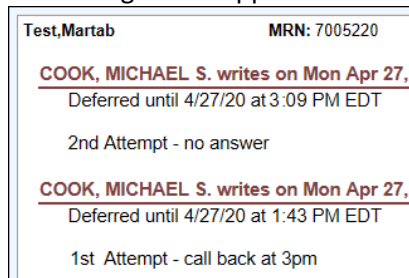 Test,Martab MRN: 7005220
COOK, MICHAEL S. writes on Mon Apr 27,
Deferred until 4/27/20 at 3:09 PM EDT
2nd Attempt - no answer
COOK, MICHAEL S. writes on Mon Apr 27,
Deferred until 4/27/20 at 1:43 PM EDT
1st Attempt - call back at 3pm